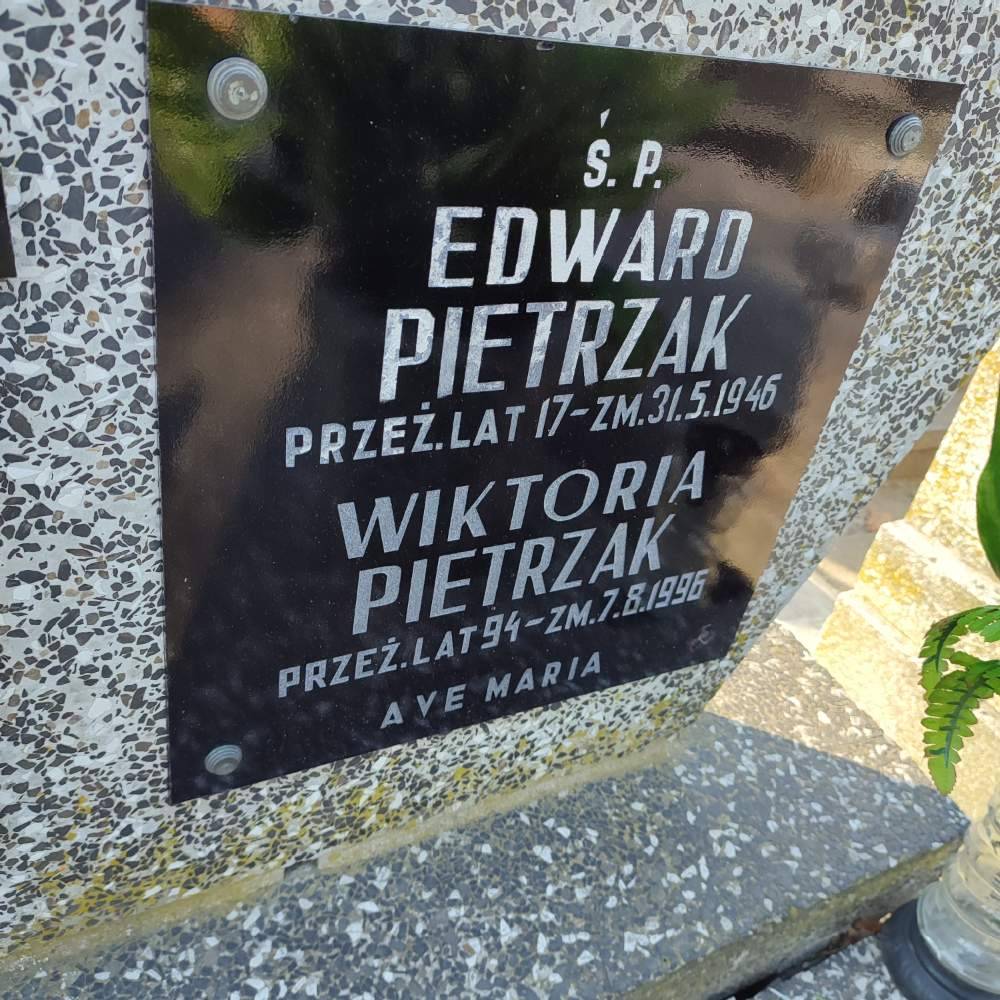 Ś. P.
EDWARD
PIETRZAK
PRZEŻ. LAT 17-ZM. 31.5.1946
WIKTORIA
PIETRZAK
PRZEŻ. LAT 94-ZM. 7.8.1996
AVE MARIA